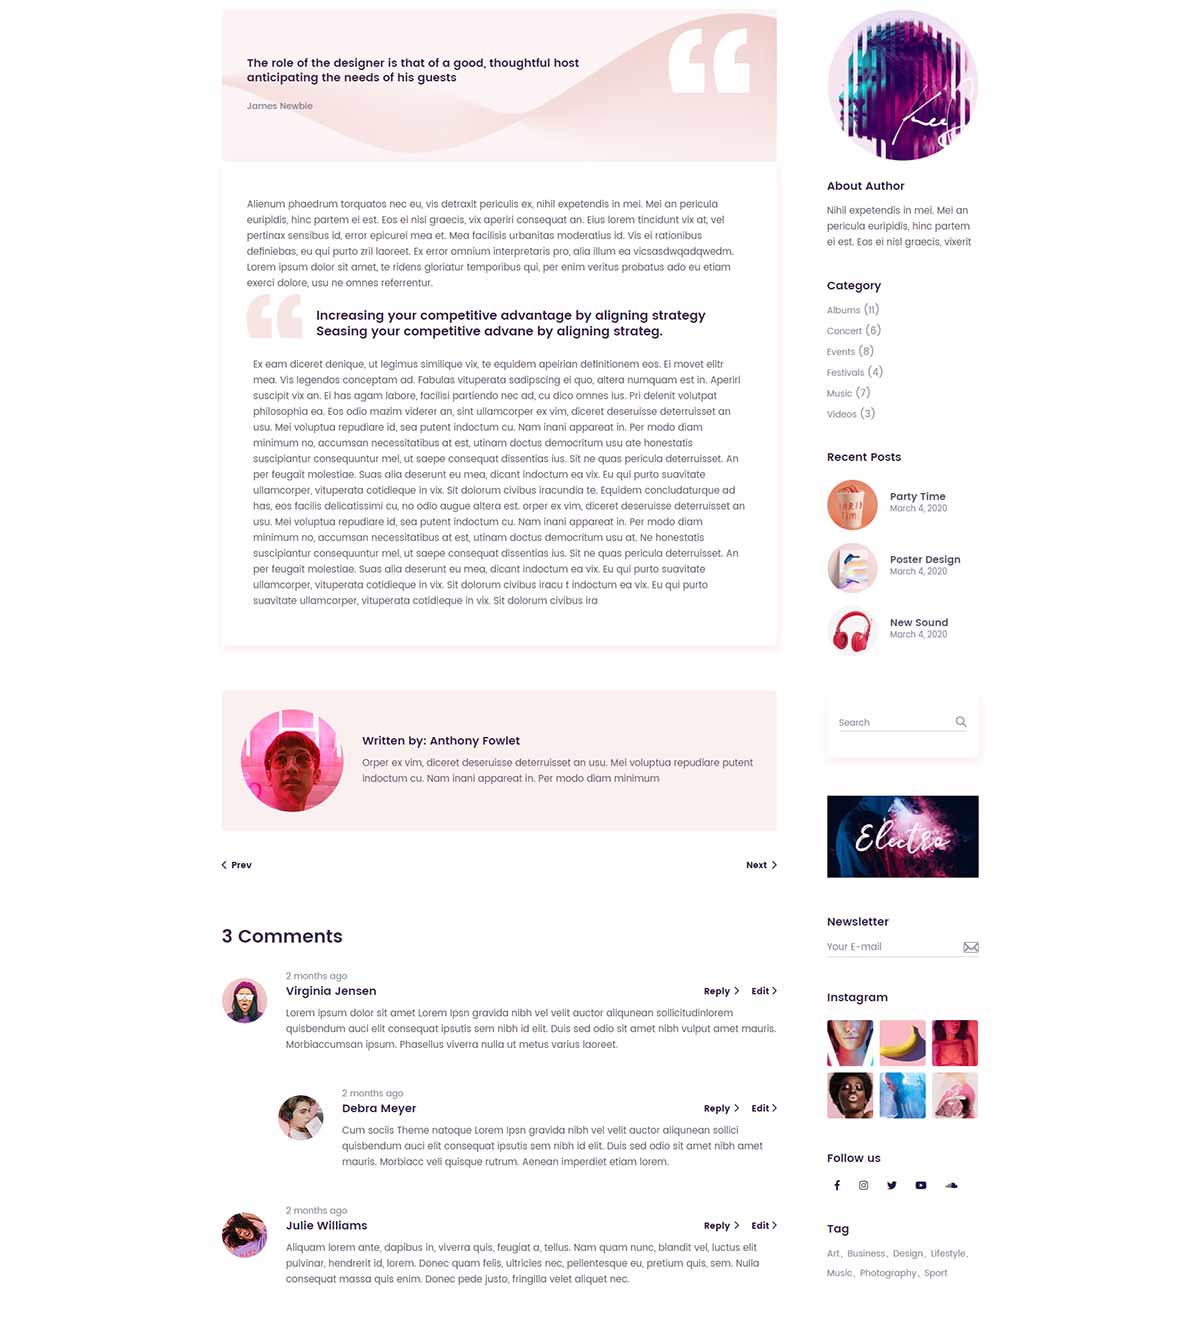 The role of the designer is that of a good, thoughtful host
anticipating the needs of his guests
James Newbie
Alienum phaedrum torquatos nec eu, vis detraxit periculis ex, nihil expetendis in mei. Mei an pericula
euripidis, hinc partem ei est. Eos ei nisl graecis, vix aperiri consequat an. Eius lorem tincidunt vix at, vel
pertinax sensibus id, error epicurei mea et. Mea facilisis urbanitas moderatius id. Vis ei rationibus
definiebas, eu qui purto zril laoreet. Ex error omnium interpretaris pro, alia illum ea vicsasdwqadqwedm.
Lorem ipsum dolor sit amet, te ridens gloriatur temporibus qui, per enim veritus probatus ado eu etiam
exerci dolore, usu ne omnes referrentur.
Increasing your competitive advantage by aligning strategy
Seasing your competitive advane by aligning strateg.
Ex eam diceret denique, ut legimus similique vix, te equidem apeirian definitionem eos. Ei movet elitr
mea. Vis legendos conceptam ad. Fabulas vituperata sadipscing ei quo, altera numquam est in. Aperiri
suscipit vix an. Ei has agam labore, facilisi partiendo nec ad, cu dico omnes ius. Pri delenit volutpat
philosophia ea. Eos odio mazim viderer an, sint ullamcorper ex vim, diceret deseruisse deterruisset an
usu. Mei voluptua repudiare id, sea putent indoctum cu. Nam inani appareat in. Per modo diam
minimum no, accumsan necessitatibus at est, utinam doctus democritum usu ate honestatis
suscipiantur consequuntur mel, ut saepe consequat dissentias ius. Sit ne quas pericula deterruisset. An
per feugait molestiae. Suas alia deserunt eu mea, dicant indoctum ea vix. Eu qui purto suavitate
ullamcorper, vituperata cotidieque in vix. Sit dolorum civibus iracundia te. Equidem concludaturque ad
has, eos facilis delicatissimi cu, no odio augue altera est. orper ex vim, diceret deseruisse deterruisset an
usu. Mei voluptua repudiare id, sea putent indoctum cu. Nam inani appareat in. Per modo diam
minimum no, accumsan necessitatibus at est, utinam doctus democritum usu at. Ne honestatis
suscipiantur consequuntur mel, ut saepe consequat dissentias ius. Sit ne quas pericula deterruisset. An
per feugait molestiae. Suas alia deserunt eu mea, dicant indoctum ea vix. Eu qui purto suavitate
ullamcorper, vituperata cotidieque in vix. Sit dolorum civibus iracu t indoctum ea vix. Eu qui purto
suavitate ullamcorper, vituperata cotidieque in vix. Sit dolorum civibus ira
Written by: Anthony Fowlet
Orper ex vim, diceret deseruisse deterruisset an usu. Mei voluptua repudiare putent
indoctum cu. Nam inani appareat in. Per modo diam minimum
Prev
Next
3 Comments
2 months ago
Virginia Jensen
Reply
Edit
Lorem ipsum dolor sit amet Lorem Ipsn gravida nibh vel velit auctor aliqunean sollicitudinlorem
quisbendum auci elit consequat ipsutis sem nibh id elit. Duis sed odio sit amet nibh vulput amet mauris.
Morbiaccumsan ipsum. Phasellus viverra nulla ut metus varius laoreet.
2 months ago
Debra Meyer
Reply
Edit
Cum sociis Theme natoque Lorem Ipsn gravida nibh vel velit auctor aliqunean sollici
quisbendum auci elit consequat ipsutis sem nibh id elit. Duis sed odio sit amet nibh amet
mauris. Morbiacc veli quisque rutrum. Aenean imperdiet etiam lorem.
2 months ago
Julie Williams
Reply
Edit
Aliquam lorem ante, dapibus in, viverra quis, feugiat a, tellus. Nam quam nunc, blandit vel, luctus elit
pulvinar, hendrerit id, lorem. Donec quam felis, ultricies nec, pellentesque eu, pretium quis, sem. Nulla
consequat massa quis enim. Donec pede justo, fringilla velet aliquet nec.
About Author
Nihil expetendis in mei. Mei an
pericula euripidis, hinc partem
ei est. Eos ei nisl graecis, vixerit
Category
Albums (11)
Concert (6)
Events (8)
Festivals (4)
Music (7)
Videos (3)
Recent Posts
PARTY
TIME
Party Time
March 4, 2020
Poster Design
March 4, 2020
New Sound
March 4, 2020
Search
Electro
Newsletter
Your E-mail
Instagram
Follow us
Tag
Art, Business, Design, Lifestyle,
Music, Photography, Sport